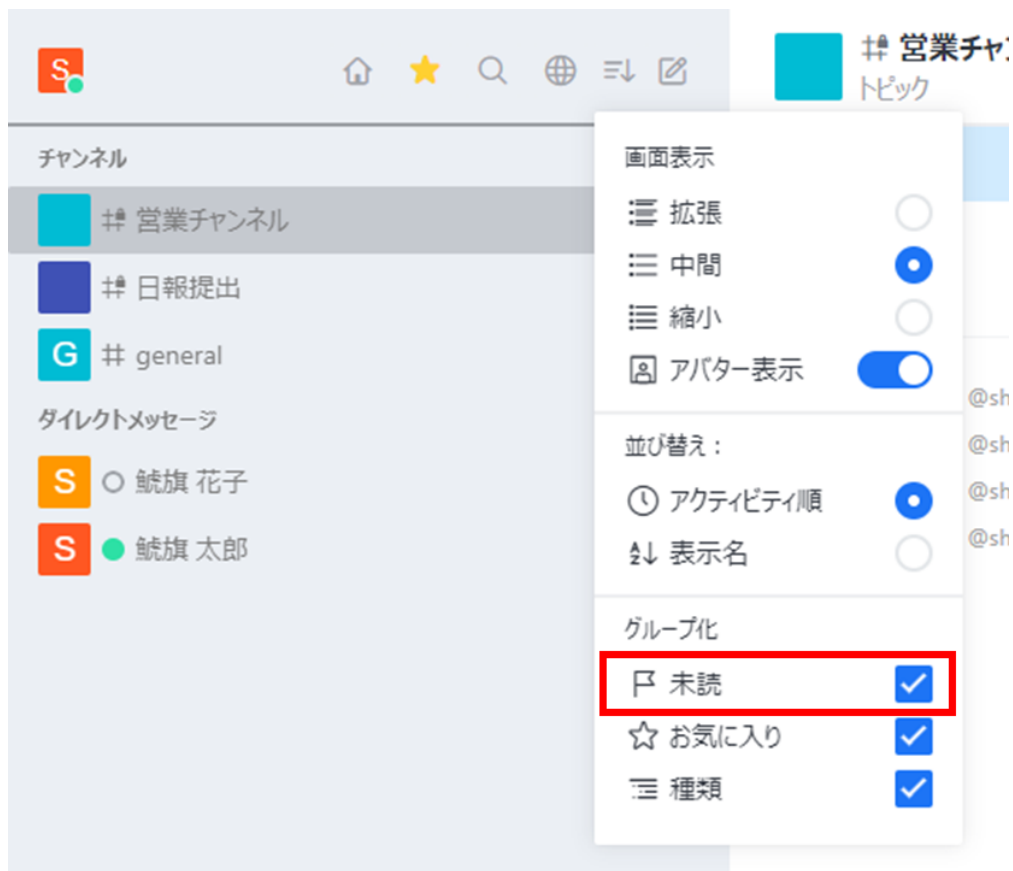 S
営業チャン
トピック
チャンネル
営業チャンネル
日報提出
G general
ダイレクトメッセージ
S 鯱旗 花子
S 鯱旗 太郎
画面表示
拡張
中間
縮小
アバター表示
並び替え：
アクティビティ順
表示名
グループ化
未読
お気に入り
種類
@sh
@sh
@sh
@sh